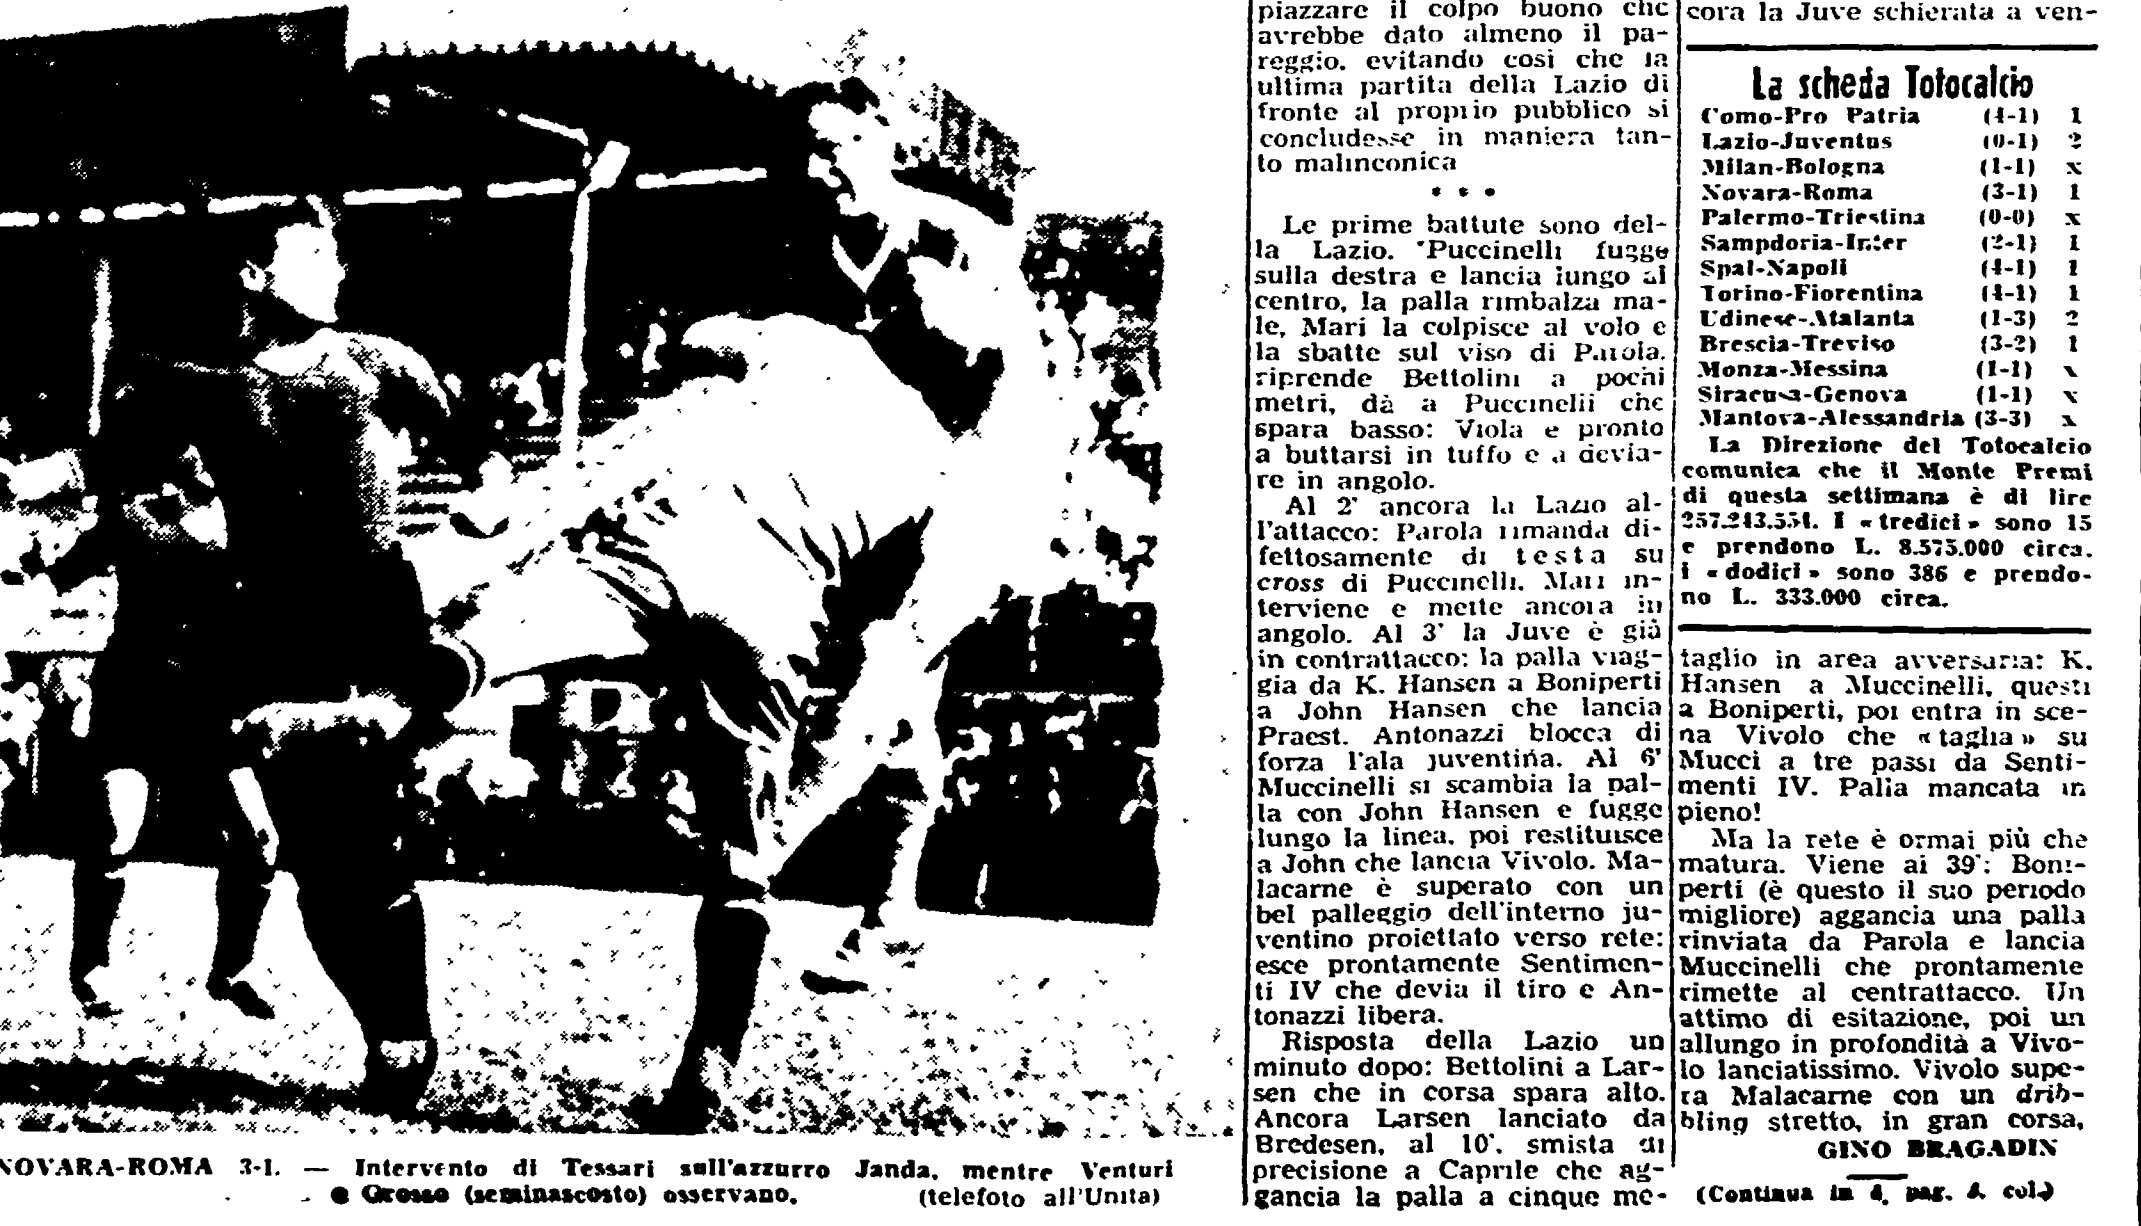 piazzare il colpo buono che
avrebbe dato almeno il pa-
reggio. evitando così che la
ultima partita della Lazio di
fronte al proprio pubblico si
concludesse in maniera tan-
to malinconica
* * *
Le prime battute sono del-
la Lazio. Puccinelli fugge
sulla destra e lancia lungo al
centro, la palla rimbalza ma-
le, Mari la colpisce al volo e
la sbatte sul viso di Parola.
riprende Bettolini a pochi
metri, dà a Puccinelli che
spara basso: Viola e pronto
a buttarsi in tuffo e a devia-
re in angolo.
Al 2' ancora la Lazio al-
l'attacco: Parola rimanda di-
fettosamente di testa su
cross di Puccinelli. Mari in-
terviene e mette ancora in
angolo. Al 3' la Juve è già
in contrattacco: la palla viag-
gia da K. Hansen a Boniperti
a John Hansen che lancia
Praest. Antonazzi blocca di
forza l'ala juventina. Al 6'
Muccinelli si scambia la pal-
la con John Hansen e fugge
lungo la linea. poi restituisce
a John che lancia Vivolo. Ma-
lacarne è superato con un
bel palleggio dell'interno ju-
ventino proiettato verso rete:
esce prontamente Sentimen-
ti IV che devia il tiro e An-
tonazzi libera.
Risposta della Lazio un
minuto dopo: Bettolini a Lar-
sen che in corsa spara alto.
Ancora Larsen lanciato da
Bredesen, al 10'. smista di
precisione a Caprile che ag-
gancia la palla a cinque me-
cora la Juve schierata a ven-
La scheda Totocalcio
Como-Pro Patria (4-1) 1
Lazio-Juventus (0-1) 2
Milan-Bologna (1-1) x
Novara-Roma (3-1) 1
Palermo-Triestina (0-0) x
Sampdoria-Inter (2-1) 1
Spal-Napoli (4-1) 1
Torino-Fiorentina (4-1) 1
Udinese-Atalanta (1-3) 2
Brescia-Treviso (3-2) 1
Monza-Messina (1-1) x
Siracusa-Genova (1-1) x
Mantova-Alessandria (3-3) x
La Direzione del Totocalcio
comunica che il Monte Premi
di questa settimana è di lire
257.243.551. I « tredici » sono 15
e prendono L. 8.575.000 circa.
i « dodici » sono 386 e prendo-
no L. 333.000 circa.
taglio in area avversaria: K.
Hansen a Muccinelli, questi
a Boniperti, poi entra in sce-
na Vivolo che « taglia » su
Mucci a tre passi da Senti-
menti IV. Palla mancata in
pieno!
Ma la rete è ormai più che
matura. Viene al 39': Boni-
perti (è questo il suo periodo
migliore) aggancia una palla
rinviata da Parola e lancia
Muccinelli che prontamente
rimette al centrattacco. Un
attimo di esitazione, poi un
allungo in profondità a Vivo-
lo lanciatissimo. Vivolo supe-
ra Malacarne con un drib-
bling stretto, in gran corsa,
GINO BRAGADIN
(Continua in 4. pag. 8. col.)
NOVARA-ROMA 3-1. — Intervento di Tessari sull'azzurro Janda, mentre Venturi
e Grosso (seminascosto) osservano. (telefoto all'Unità)